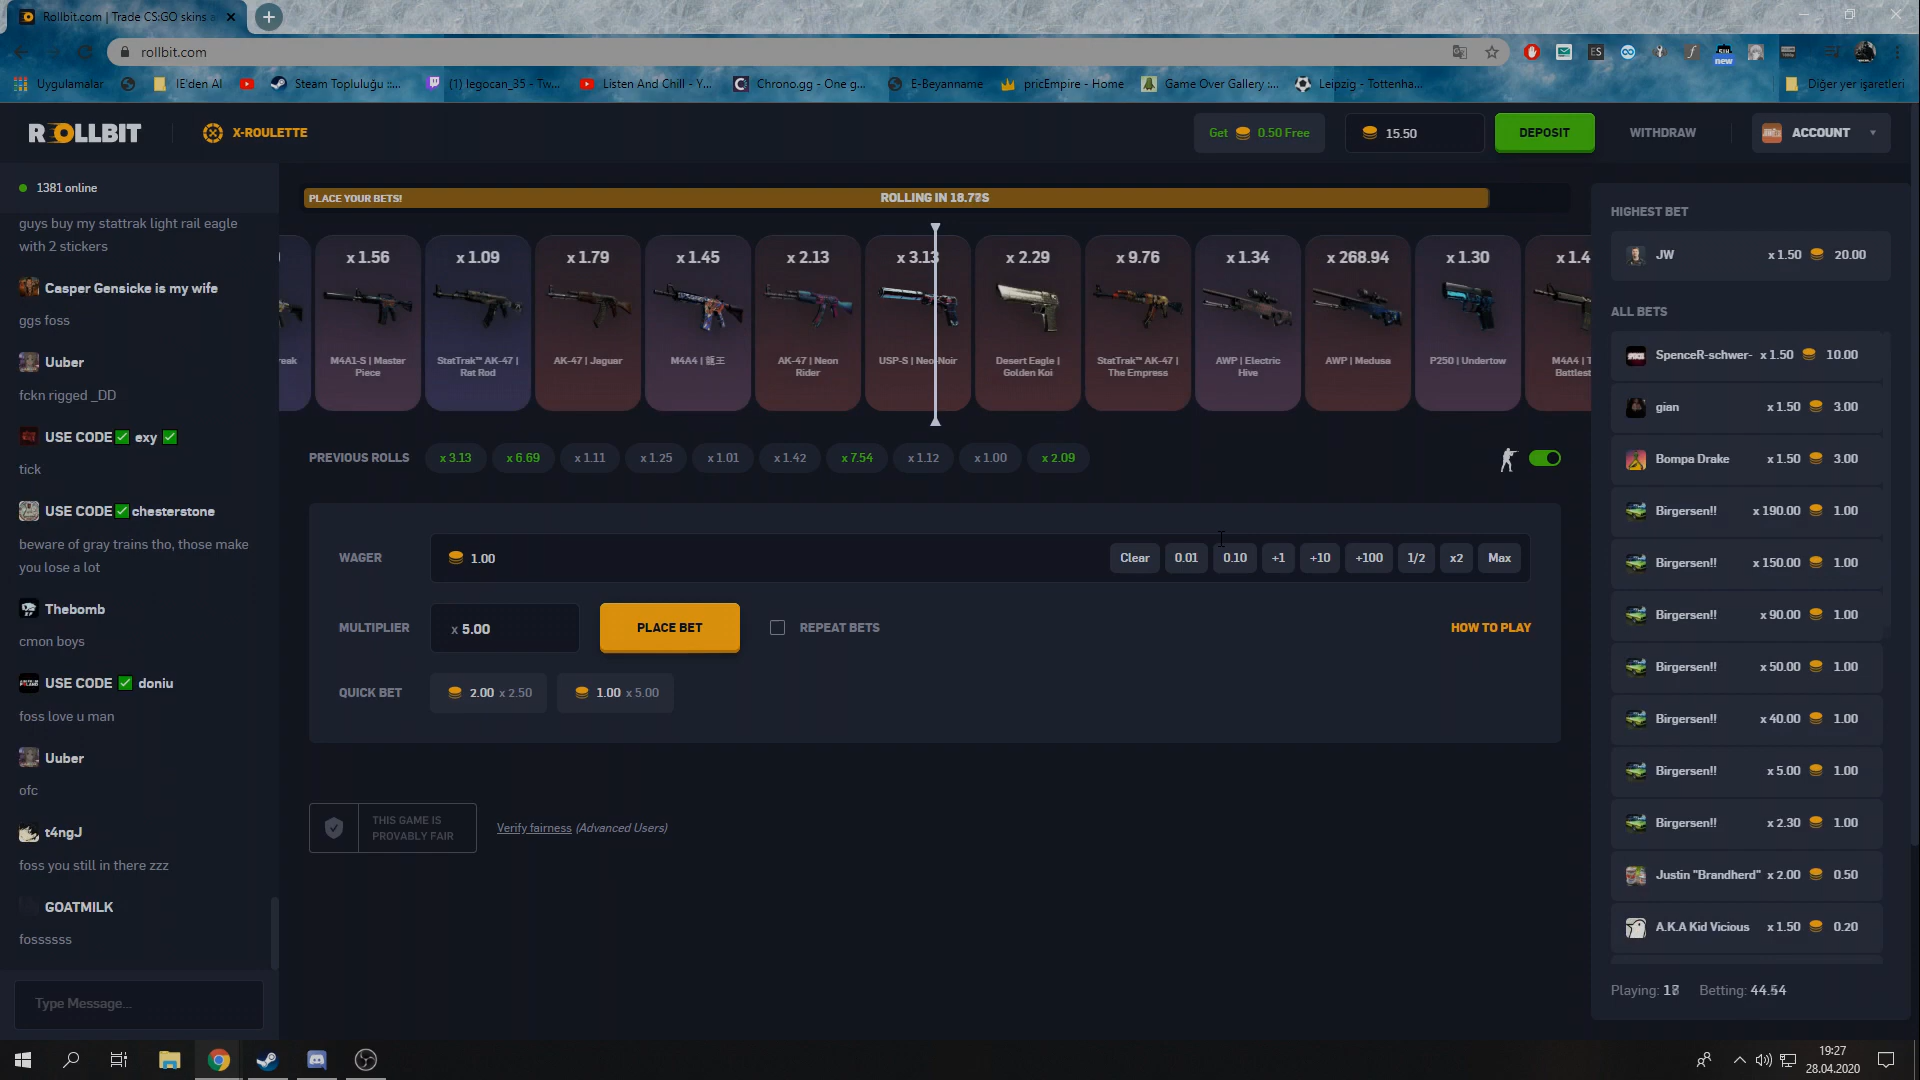 Rollbit.com | Trade CS:GO skins a
rollbit.com
ES
new
Uygulamalar
IE'den Al
Steam Topluluğu ::...
(1) legocan_35 - Tw...
Listen And Chill - Y...
Chrono.gg - One g...
E-Beyanname
pricEmpire - Home
Game Over Gallery :...
Leipzig - Tottenha...
Diğer yer işaretleri
ROLLBIT
X-ROULETTE
Get 0.50 Free
15.50
DEPOSIT
WITHDRAW
ACCOUNT
1381 online
guys buy my stattrak light rail eagle
with 2 stickers
Casper Gensicke is my wife
ggs foss
Uuber
fckn rigged _DD
USE CODE✅ exy ✅
tick
USE CODE✅chesterstone
beware of gray trains tho, those make
you lose a lot
Thebomb
cmon boys
USE CODE ✅ doniu
foss love u man
Uuber
ofc
t4ngJ
foss you still in there zzz
GOATMILK
fossssss
Type Message...
PLACE YOUR BETS!
ROLLING IN
x 1.56
M4A1-S | Master
Piece
x 1.09
StatTrak™ AK-47 |
Rat Rod
x 1.79
AK-47 | Jaguar
x 1.45
M4A4 | 龍王
x 2.13
AK-47 | Neon
Rider
x 3.13
USP-S | Neo-Noir
x 2.29
Desert Eagle |
Golden Koi
x 9.76
StatTrak™ AK-47 |
The Empress
x 1.34
AWP | Electric
Hive
x 268.94
AWP | Medusa
x 1.30
P250 | Undertow
x 1.4
M4A4 |
Battlest
PREVIOUS ROLLS
x 3.13
x 6.69
x 1.11
x 1.25
x 1.01
x 1.42
x 7.54
x 1.12
x 1.00
x 2.09
WAGER
1.00
Clear
0.01
0.10
+1
+10
+100
1/2
x2
Max
MULTIPLIER
x 5.00
PLACE BET
REPEAT BETS
HOW TO PLAY
QUICK BET
2.00 x 2.50
1.00 x 5.00
THIS GAME IS
PROVABLY FAIR
Verify fairness (Advanced Users)
HIGHEST BET
JW x 1.50 20.00
ALL BETS
SpenceR-schwer- x 1.50 10.00
gian x 1.50 3.00
Bompa Drake x 1.50 3.00
Birgersen!! x 190.00 1.00
Birgersen!! x 150.00 1.00
Birgersen!! x 90.00 1.00
Birgersen!! x 50.00 1.00
Birgersen!! x 40.00 1.00
Birgersen!! x 5.00 1.00
Birgersen!! x 2.30 1.00
Justin "Brandherd" x 2.00 0.50
A.K.A Kid Vicious x 1.50 0.20
Playing:
Betting:
19:27
28.04.2020